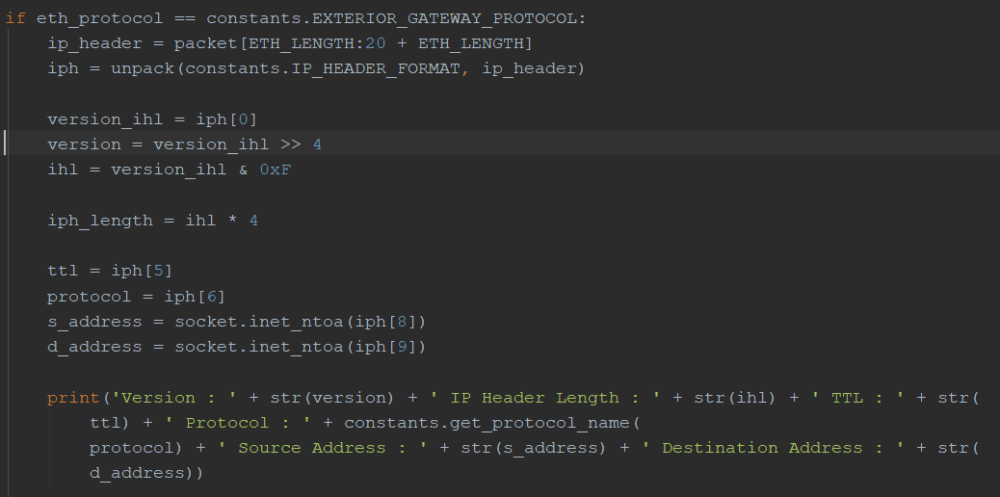 if eth_protocol == constants.EXTERIOR_GATEWAY_PROTOCOL:
    ip_header = packet[ETH_LENGTH:20 + ETH_LENGTH]
    iph = unpack(constants.IP_HEADER_FORMAT, ip_header)

    version_ihl = iph[0]
    version = version_ihl >> 4
    ihl = version_ihl & 0xF

    iph_length = ihl * 4

    ttl = iph[5]
    protocol = iph[6]
    s_address = socket.inet_ntoa(iph[8])
    d_address = socket.inet_ntoa(iph[9])

    print('Version : ' + str(version) + ' IP Header Length : ' + str(ihl) + ' TTL : ' + str(
        ttl) + ' Protocol : ' + constants.get_protocol_name(
        protocol) + ' Source Address : ' + str(s_address) + ' Destination Address : ' + str(
        d_address))